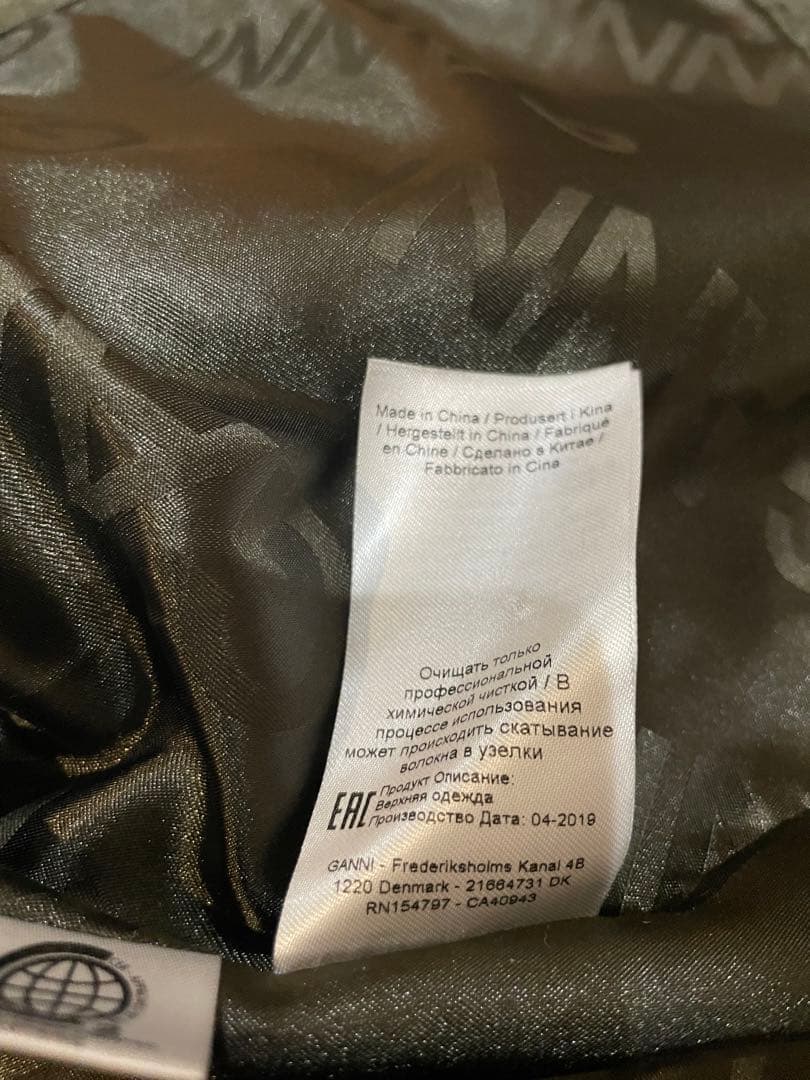 Made in China / Produsert i Kina
/ Hergestellt in China / Fabriqué
en Chine / Сделано в Китае /
Fabbricato in Cina
Очищать только
профессиональной
химической чисткой / В
процессе использования
может происходить скатывание
волокна в узелки
Продукт Описание:
EAC Верхняя одежда
Производство Дата: 04-2019
GANNI - Frederiksholms Kanal 4B
1220 Denmark - 21664731 DK
RN154797 - CA40943